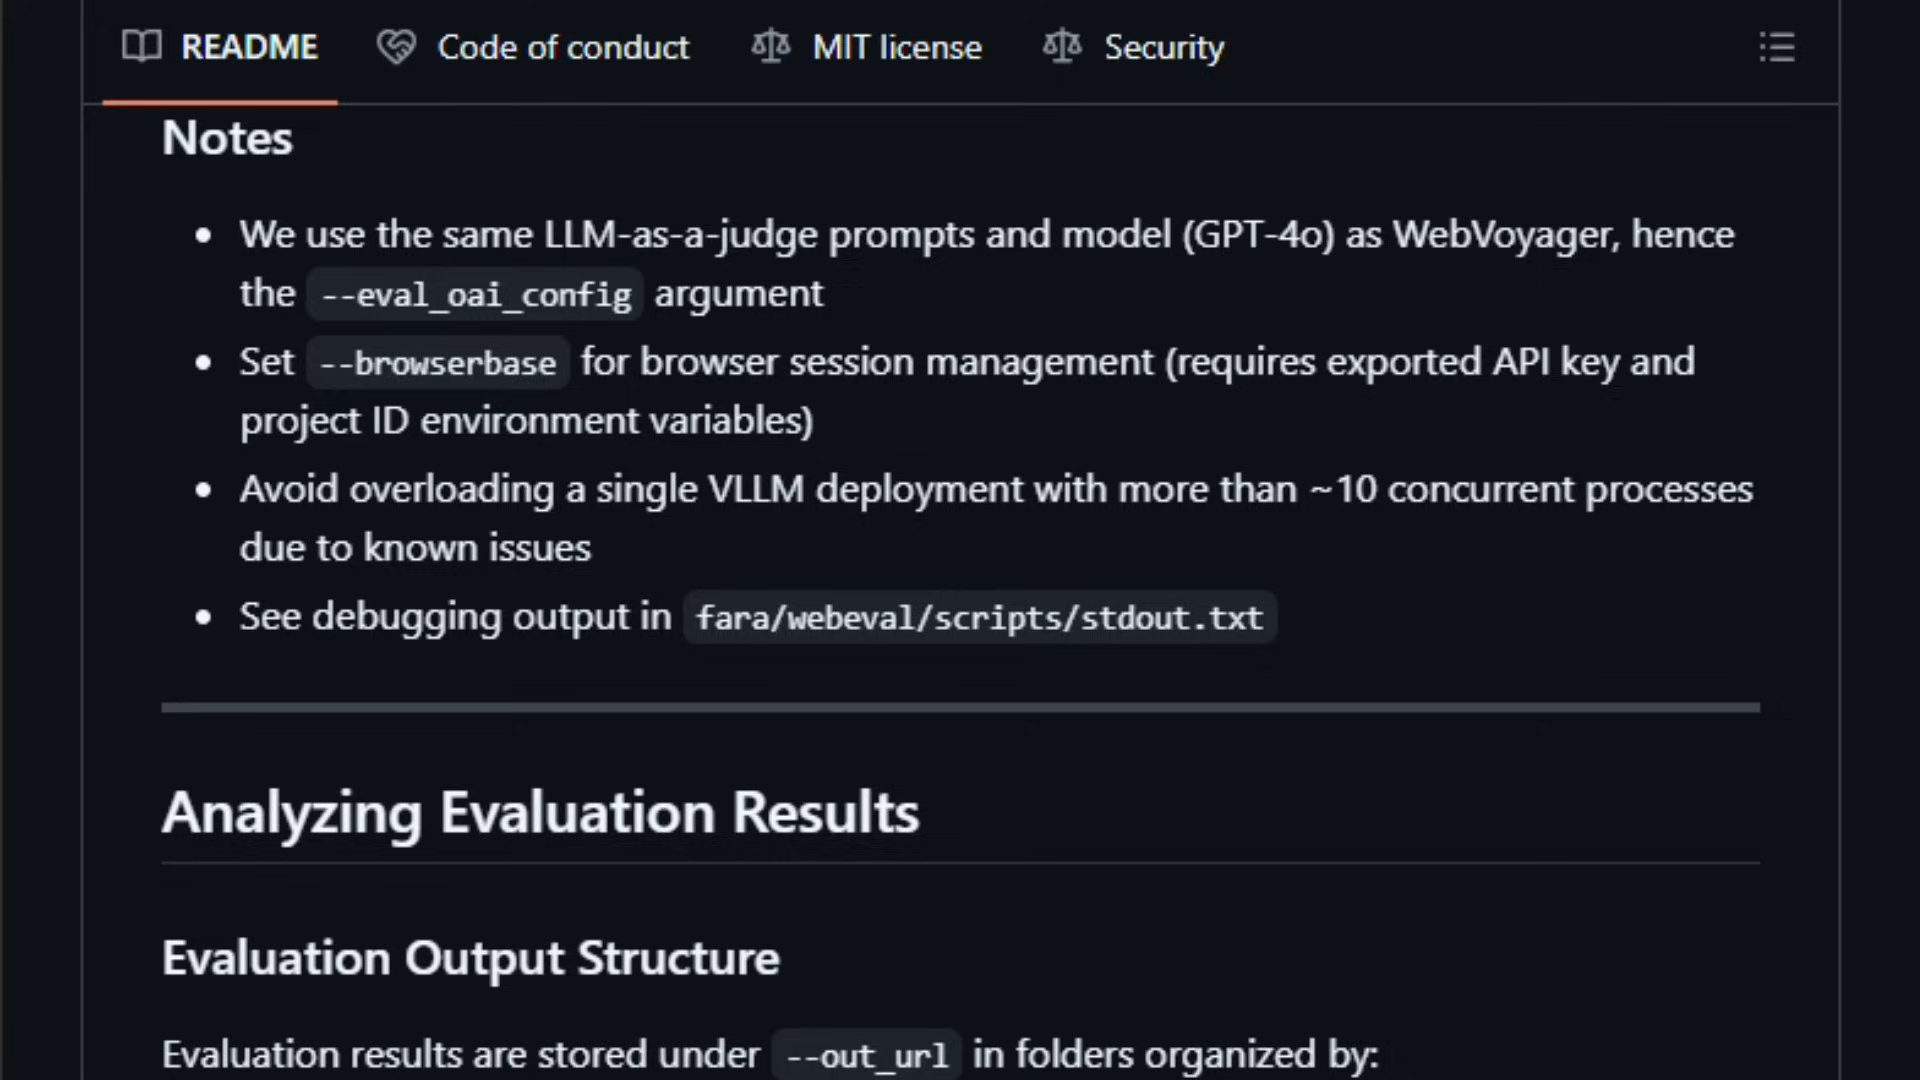 README Code of conduct MIT license Security
Notes
• We use the same LLM-as-a-judge prompts and model (GPT-4o) as WebVoyager, hence
the --eval_oai_config argument
• Set --browserbase for browser session management (requires exported API key and
project ID environment variables)
• Avoid overloading a single VLLM deployment with more than ~10 concurrent processes
due to known issues
• See debugging output in fara/webeval/scripts/stdout.txt
Analyzing Evaluation Results
Evaluation Output Structure
Evaluation results are stored under --out_url in folders organized by: